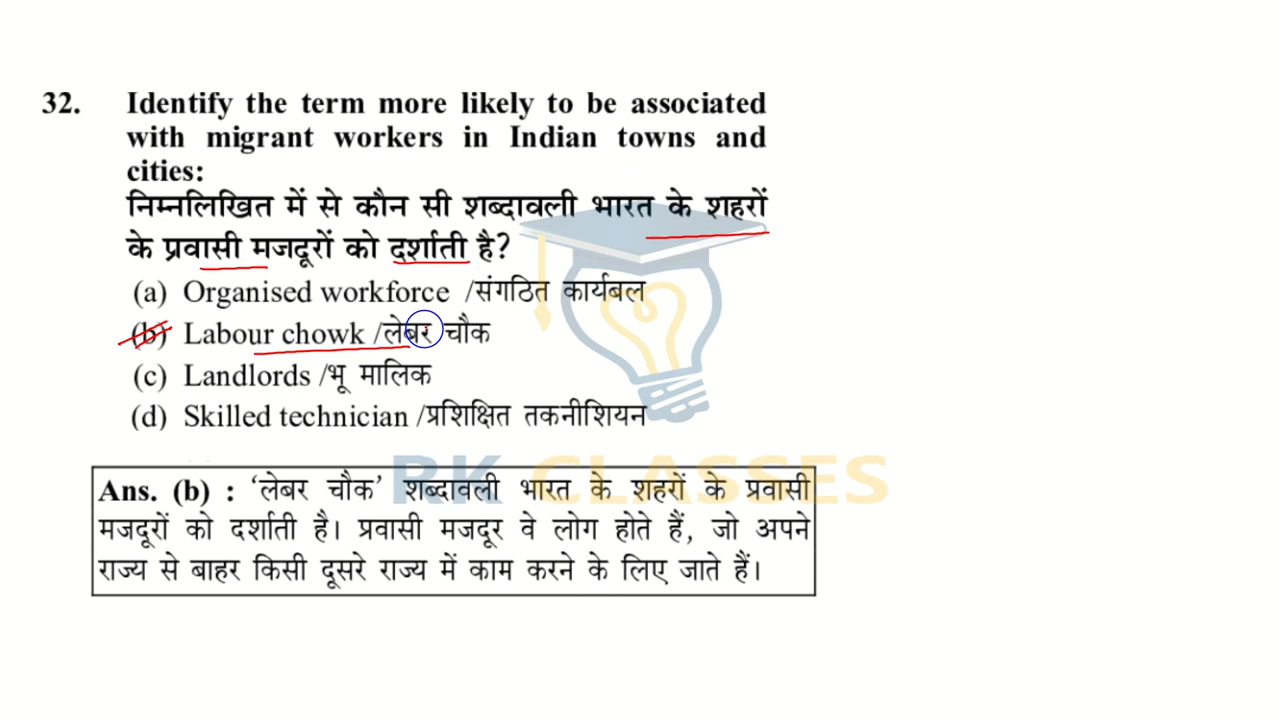 32. Identify the term more likely to be associated
with migrant workers in Indian towns and
cities:
निम्नलिखित में से कौन सी शब्दावली भारत के शहरों
के प्रवासी मजदूरों को दर्शाती है?
(a) Organised workforce /संगठित कार्यबल
(b) Labour chowk /लेबर चौक
(c) Landlords /भू मालिक
(d) Skilled technician /प्रशिक्षित तकनीशियन
RK CLASSES
Ans. (b) : ‘लेबर चौक’ शब्दावली भारत के शहरों के प्रवासी
मजदूरों को दर्शाती है। प्रवासी मजदूर वे लोग होते हैं, जो अपने
राज्य से बाहर किसी दूसरे राज्य में काम करने के लिए जाते हैं।